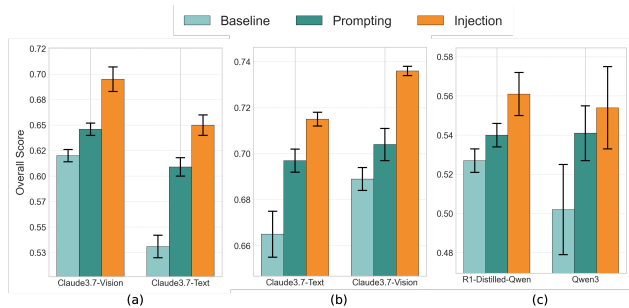 Baseline Prompting Injection
Overall Score
0.72
0.70
0.68
0.65
0.62
0.60
0.57
0.55
0.53
Claude3.7-Vision Claude3.7-Text
(a)
0.74
0.72
0.70
0.68
0.66
Claude3.7-Text Claude3.7-Vision
(b)
0.58
0.56
0.54
0.52
0.50
0.48
R1-Distilled-Qwen Qwen3
(c)